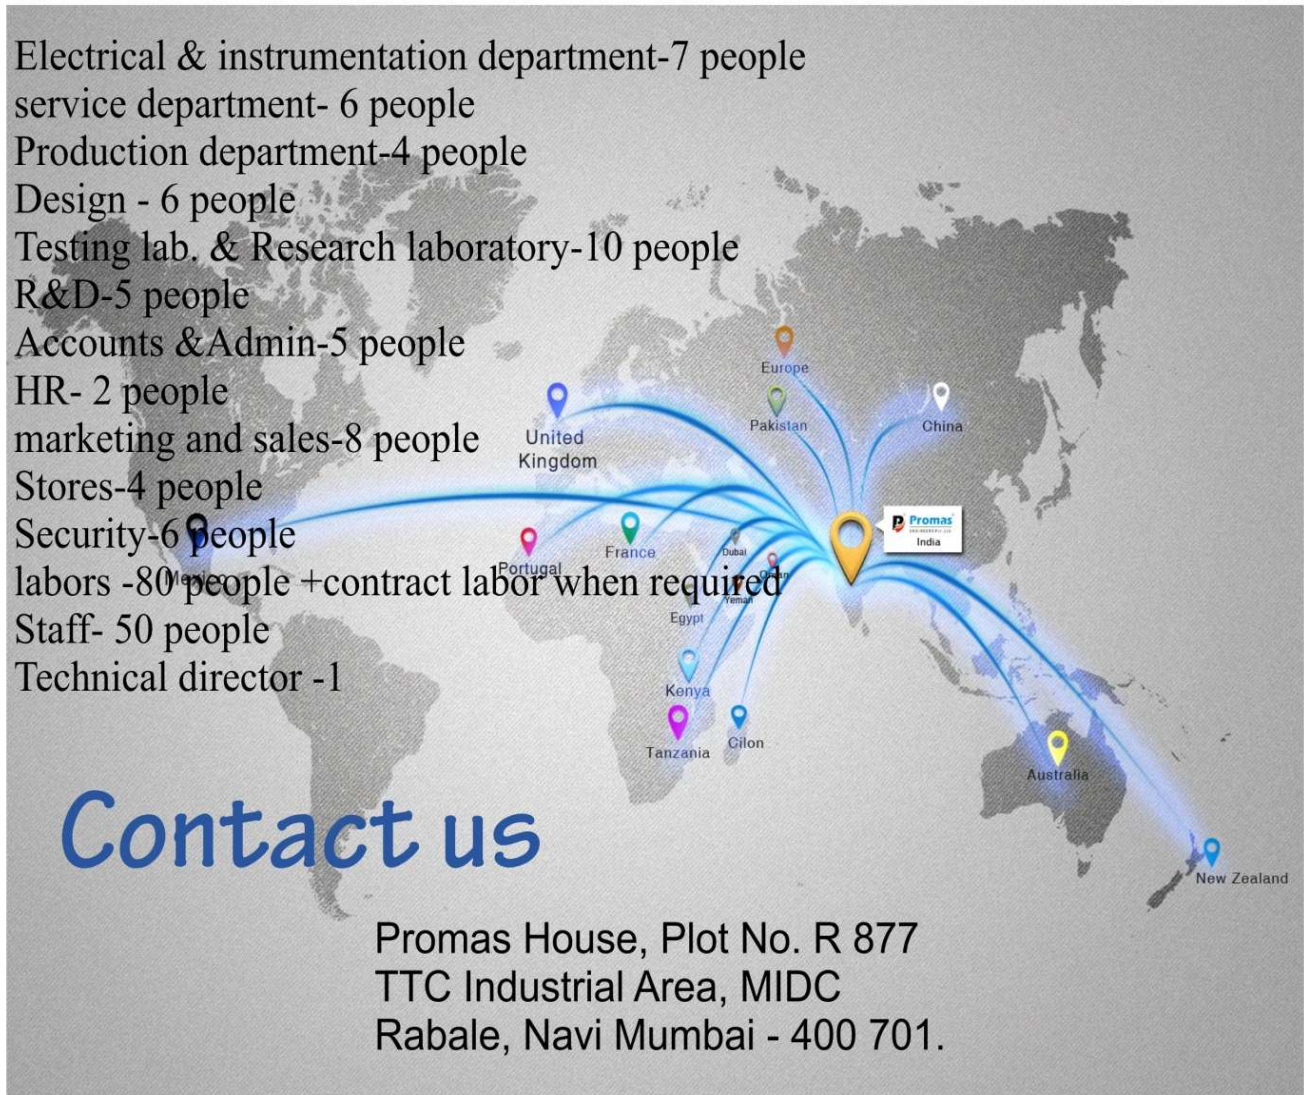 Electrical & instrumentation department-7 people
service department- 6 people
Production department-4 people
Design - 6 people
Testing lab. & Research laboratory-10 people
R&D-5 people
Accounts &Admin-5 people
HR- 2 people
marketing and sales-8 people
Stores-4 people
Security-6 people
labors -80 people +contract labor when required
Staff- 50 people
Technical director -1
Europe
Pakistan
China
United
Kingdom
Promas
India
France
Dubai
Portugal
Mexico
Oman
Yemen
Egypt
Kenya
Tanzania
Cilon
Australia
New Zealand
Contact us
Promas House, Plot No. R 877
TTC Industrial Area, MIDC
Rabale, Navi Mumbai - 400 701.